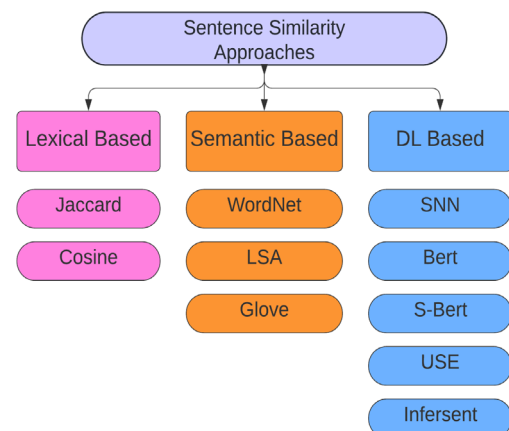 Sentence Similarity
Approaches
Lexical Based
Semantic Based
DL Based
Jaccard
WordNet
SNN
Cosine
LSA
Bert
Glove
S-Bert
USE
Infersent